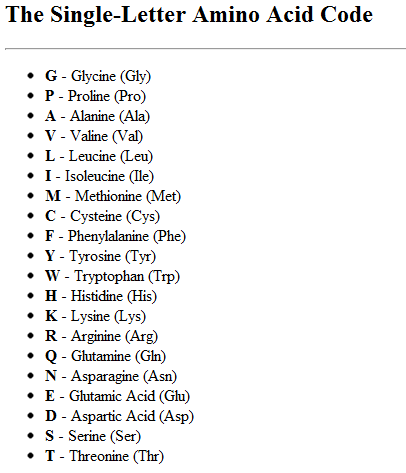 The Single-Letter Amino Acid Code
• G - Glycine (Gly)
• P - Proline (Pro)
• A - Alanine (Ala)
• V - Valine (Val)
• L - Leucine (Leu)
• I - Isoleucine (Ile)
• M - Methionine (Met)
• C - Cysteine (Cys)
• F - Phenylalanine (Phe)
• Y - Tyrosine (Tyr)
• W - Tryptophan (Trp)
• H - Histidine (His)
• K - Lysine (Lys)
• R - Arginine (Arg)
• Q - Glutamine (Gln)
• N - Asparagine (Asn)
• E - Glutamic Acid (Glu)
• D - Aspartic Acid (Asp)
• S - Serine (Ser)
• T - Threonine (Thr)